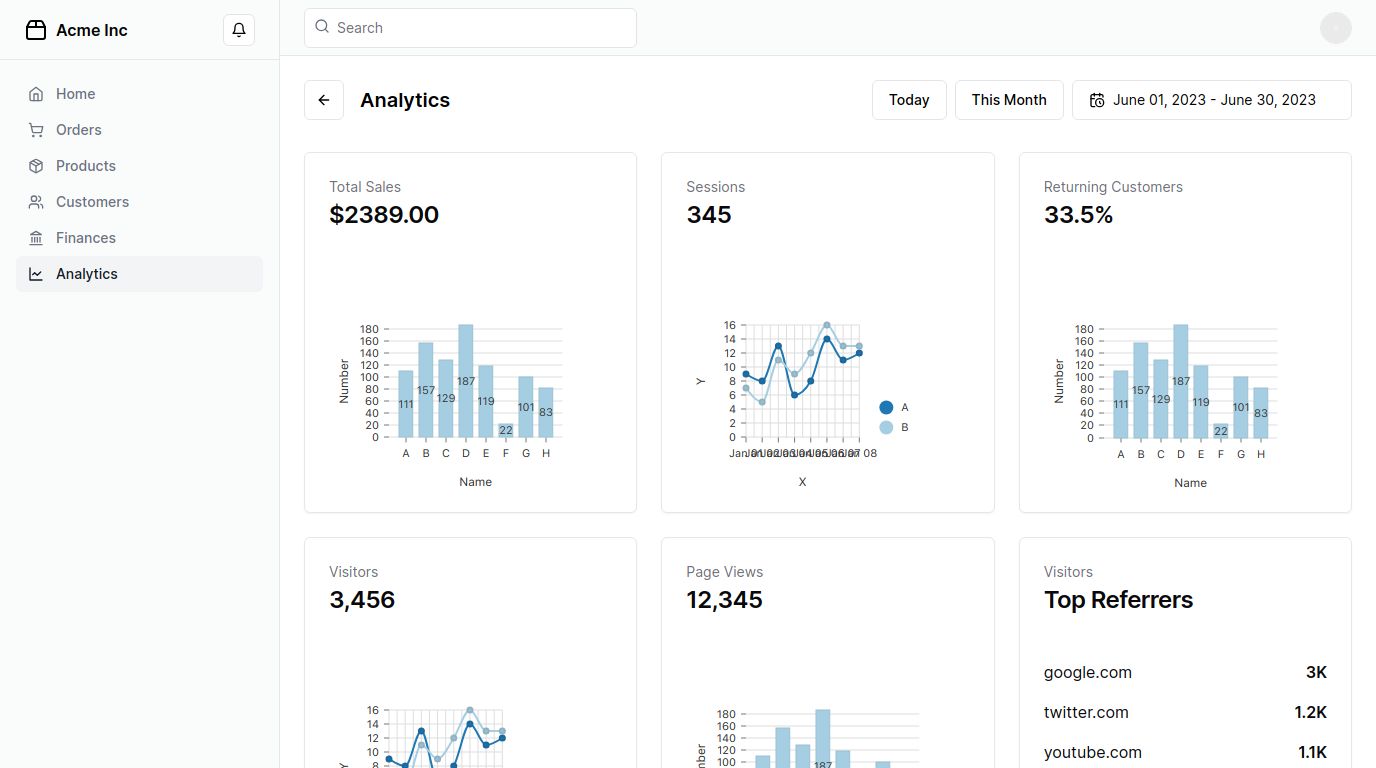 Acme Inc
Search
Home
Orders
Products
Customers
Finances
Analytics
Analytics
Today
This Month
June 01, 2023 - June 30, 2023
Total Sales
$2389.00
180
160
140
120
100
80
60
40
20
0
Number
111
157
129
187
119
22
101
83
A B C D E F G H
Name
Sessions
345
16
14
12
10
8
6
4
2
0
Y
A
B
Jan 08
X
Returning Customers
33.5%
180
160
140
120
100
80
60
40
20
0
Number
111
157
129
187
119
22
101
83
A B C D E F G H
Name
Visitors
3,456
16
14
12
10
8
Y
Page Views
12,345
180
160
140
120
100
187
Visitors
Top Referrers
google.com 3K
twitter.com 1.2K
youtube.com 1.1K